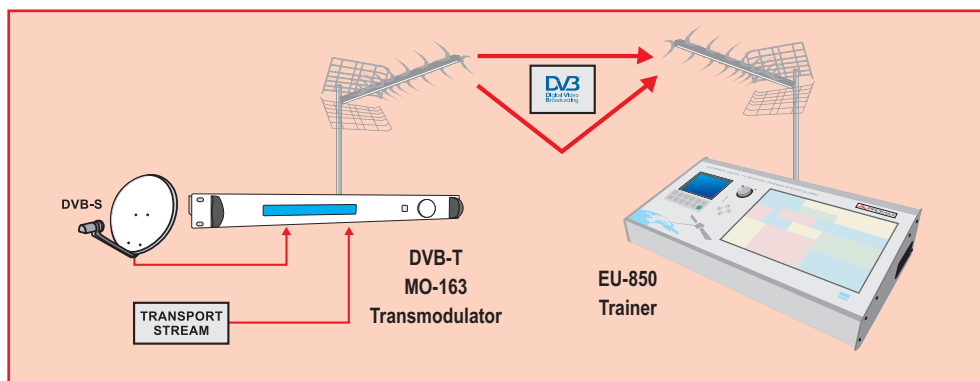 DVB
Digital Video
Broadcasting
DVB-S
DVB-T
MO-163
Transmodulator
EU-850
Trainer
TRANSPORT
STREAM